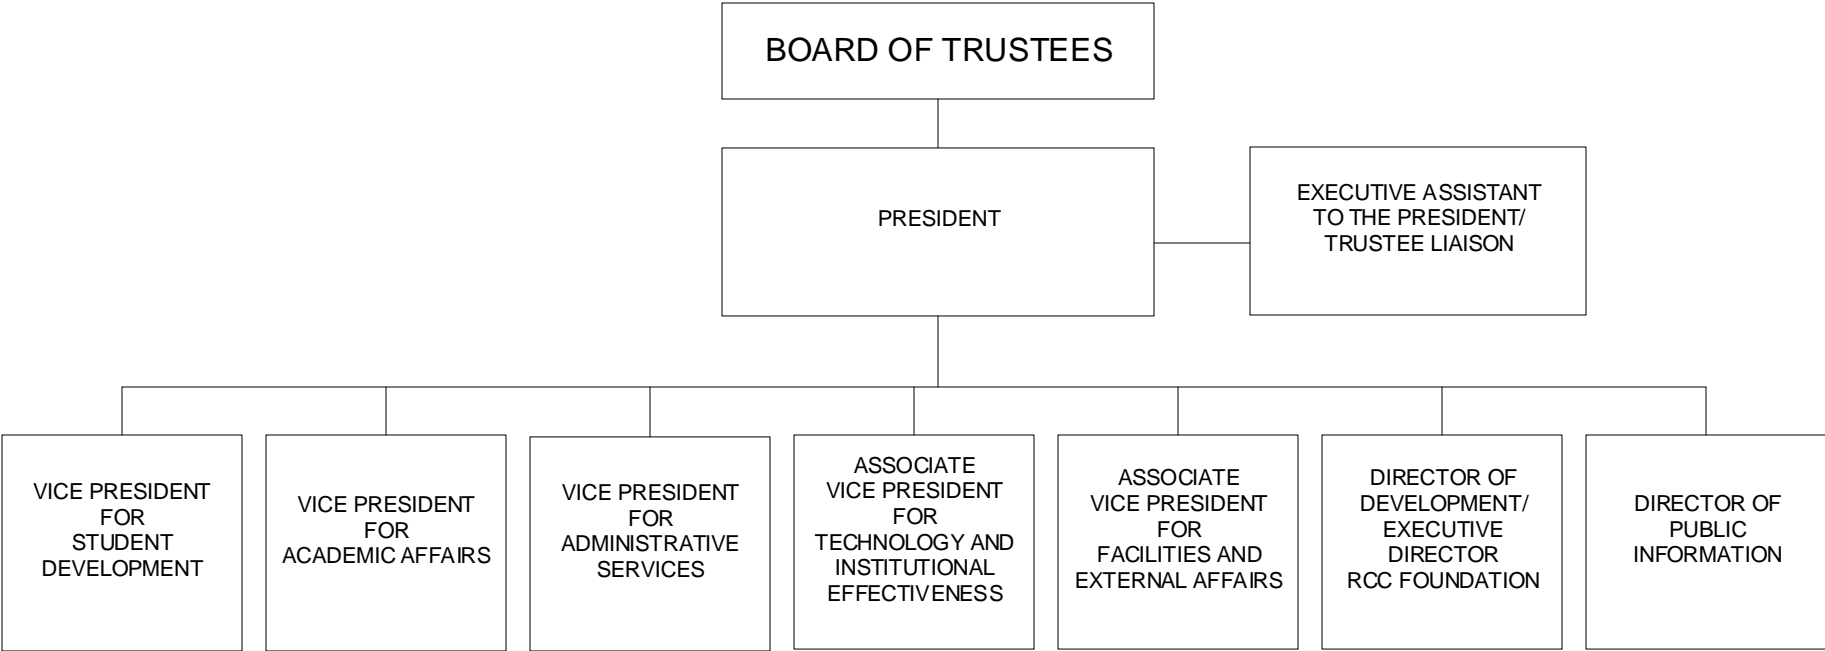 BOARD OF TRUSTEES
PRESIDENT
EXECUTIVE ASSISTANT
TO THE PRESIDENT/
TRUSTEE LIAISON
VICE PRESIDENT
FOR
STUDENT
DEVELOPMENT
VICE PRESIDENT
FOR
ACADEMIC AFFAIRS
VICE PRESIDENT
FOR
ADMINISTRATIVE
SERVICES
ASSOCIATE
VICE PRESIDENT
FOR
TECHNOLOGY AND
INSTITUTIONAL
EFFECTIVENESS
ASSOCIATE
VICE PRESIDENT
FOR
FACILITIES AND
EXTERNAL AFFAIRS
DIRECTOR OF
DEVELOPMENT/
EXECUTIVE
DIRECTOR
RCC FOUNDATION
DIRECTOR OF
PUBLIC
INFORMATION